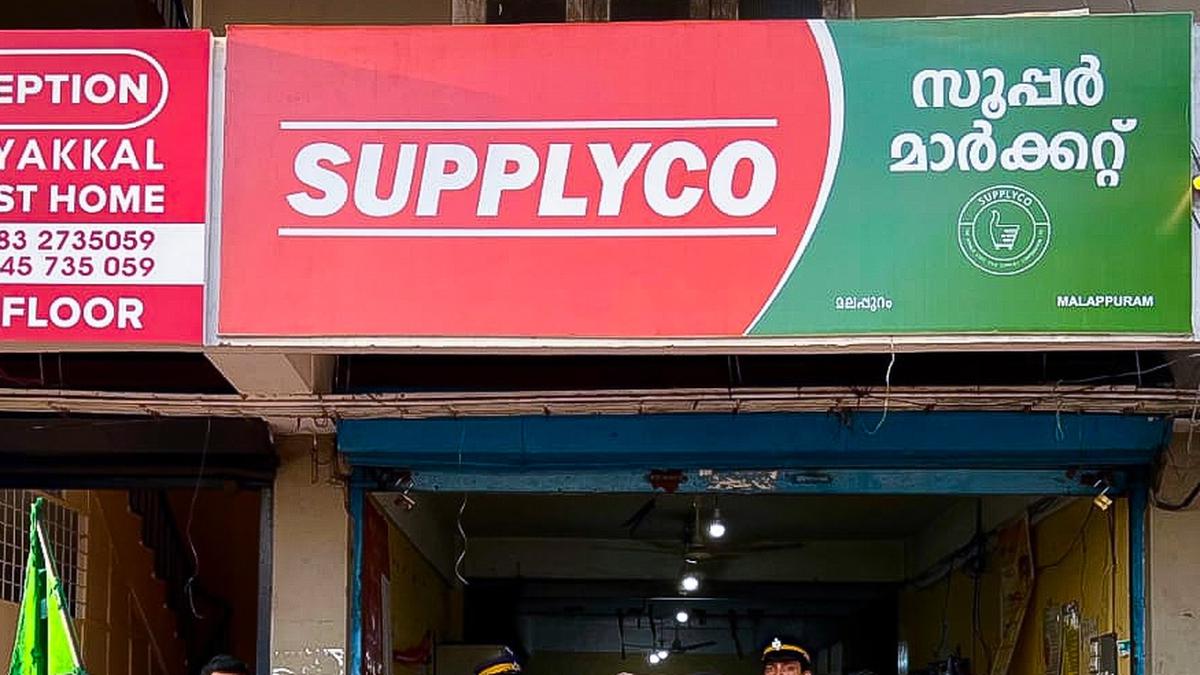 EPTION
YAKKAL
ST HOME
83 2735059
45 735 059
FLOOR
SUPPLYCO
സൂപ്പർ
മാർക്കറ്റ്
SUPPLYCO
മലപ്പുറം
MALAPPURAM